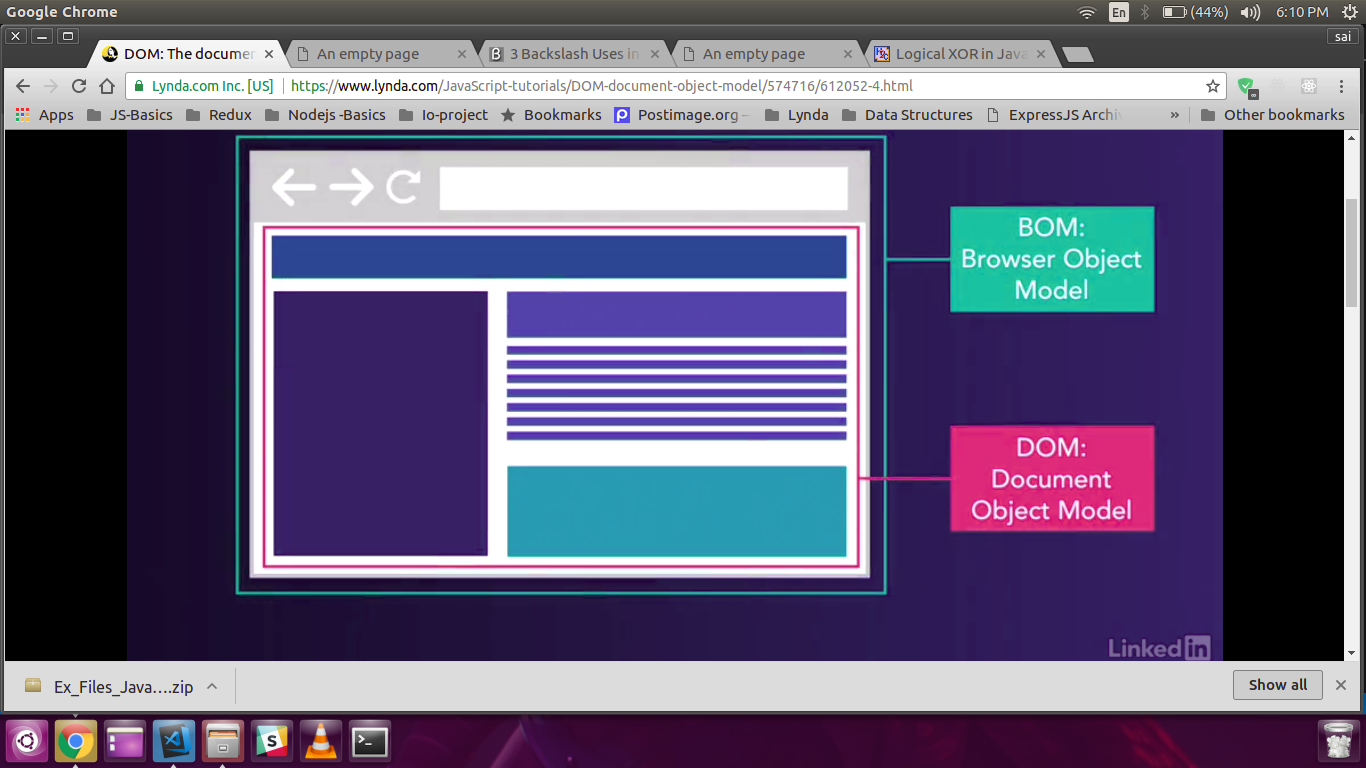 Google Chrome
En
(44%)
6:10 PM
sai
DOM: The documen
An empty page
3 Backslash Uses in
An empty page
Logical XOR in Java
Lynda.com Inc. [US]
https://www.lynda.com/JavaScript-tutorials/DOM-document-object-model/574716/612052-4.html
Apps
JS-Basics
Redux
Nodejs -Basics
Io-project
Bookmarks
Postimage.org –
Lynda
Data Structures
ExpressJS Archi
»
Other bookmarks
BOM:
Browser Object
Model
DOM:
Document
Object Model
Linked in
Ex_Files_Java….zip
Show all